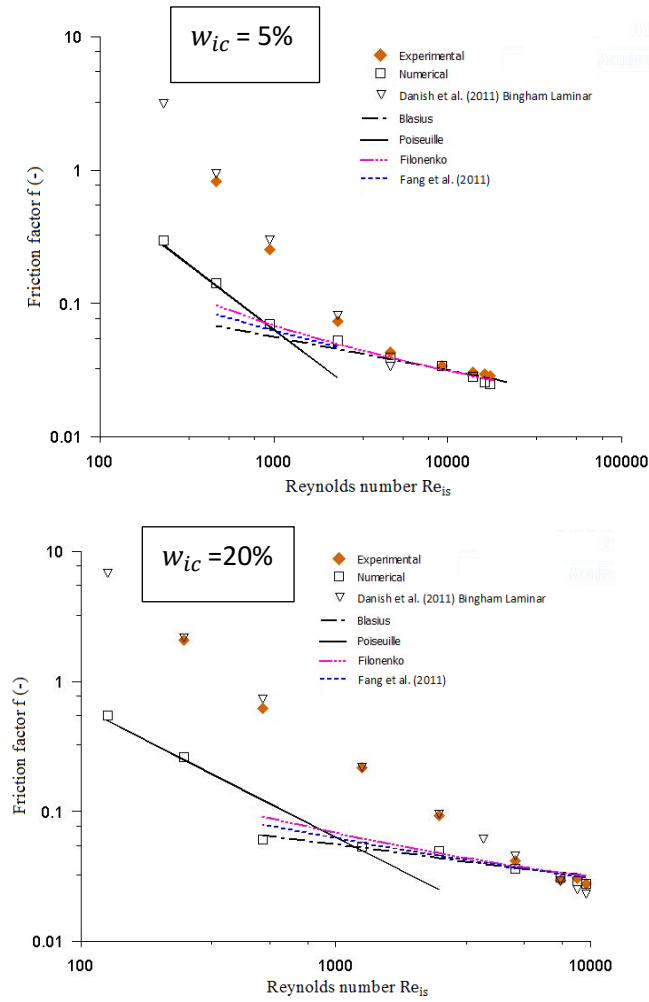 w_ic = 5%
10
1
0.1
0.01
Friction factor f (-)
Experimental
Numerical
Danish et al. (2011) Bingham Laminar
Blasius
Poiseuille
Filonenko
Fang et al. (2011)
100
1000
10000
100000
Reynolds number Re_is
w_ic =20%
10
1
0.1
0.01
Friction factor f (-)
Experimental
Numerical
Danish et al. (2011) Bingham Laminar
Blasius
Poiseuille
Filonenko
Fang et al. (2011)
100
1000
10000
Reynolds number Re_is